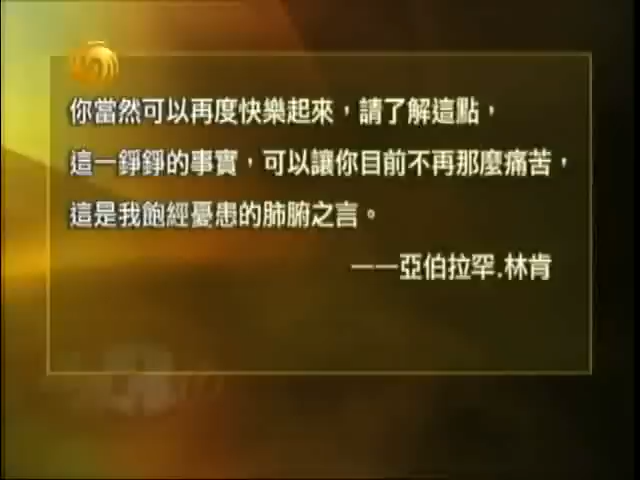 你當然可以再度快樂起來，請了解這點，
這一錚錚的事實，可以讓你目前不再那麼痛苦，
這是我飽經憂患的肺腑之言。
——亞伯拉罕.林肯